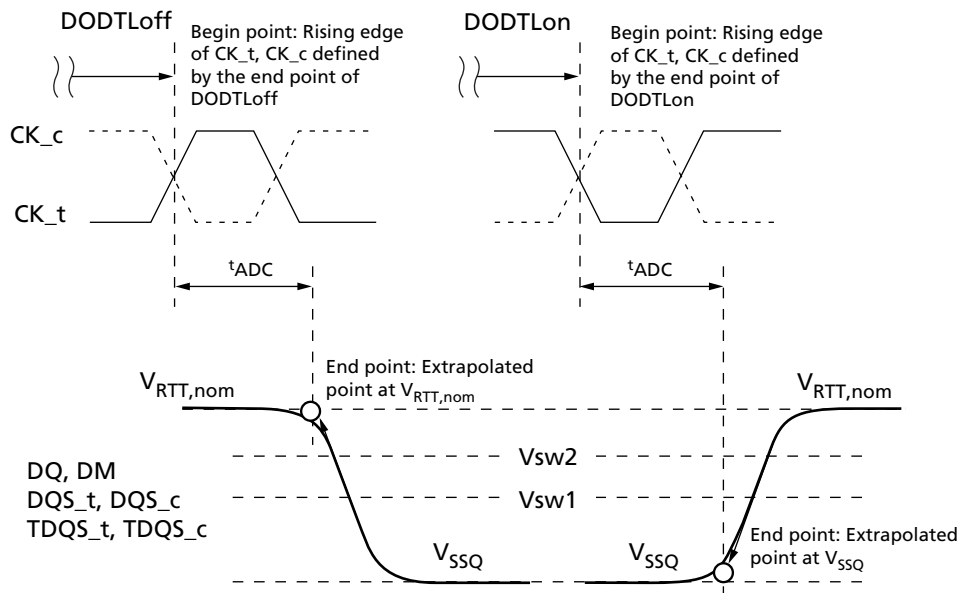 DODTLoff
Begin point: Rising edge
of CK_t, CK_c defined
by the end point of
DODTLoff
DODTLon
Begin point: Rising edge
of CK_t, CK_c defined
by the end point of
DODTLon
CK_c
CK_t
tADC
tADC
End point: Extrapolated
point at VRTT,nom
VRTT,nom
VRTT,nom
Vsw2
DQ, DM
DQS_t, DQS_c
TDQS_t, TDQS_c
Vsw1
VSSQ
VSSQ
End point: Extrapolated
point at VSSQ